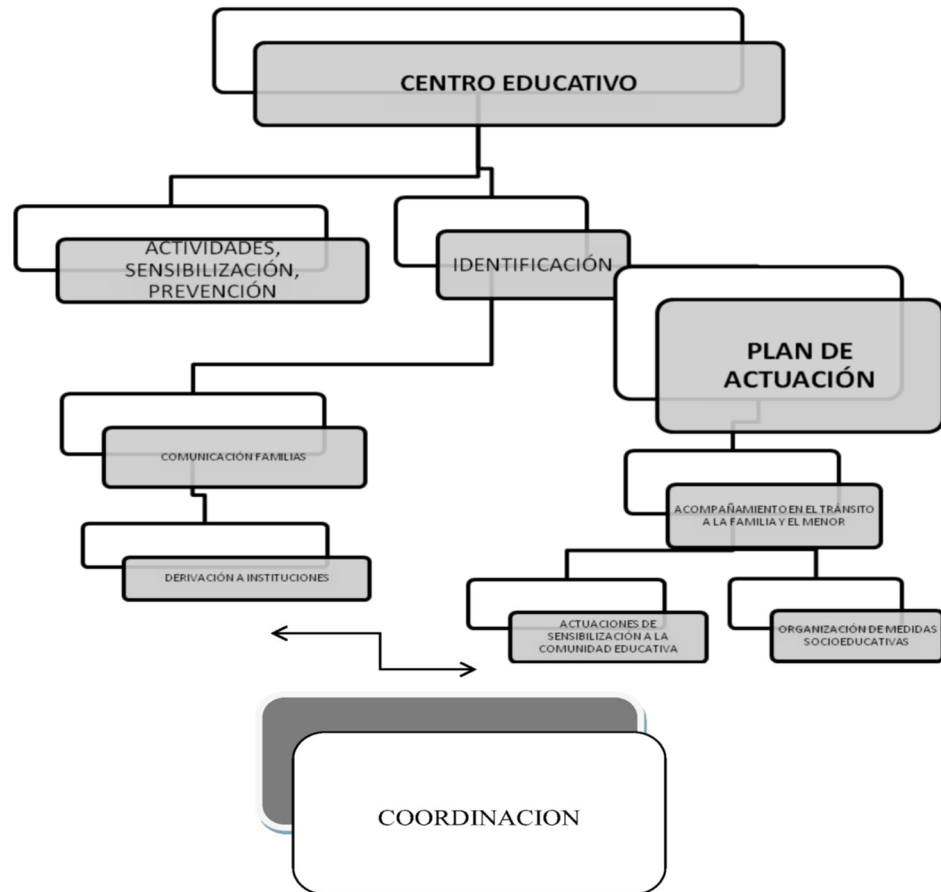 CENTRO EDUCATIVO
ACTIVIDADES,
SENSIBILIZACIÓN,
PREVENCIÓN
IDENTIFICACIÓN
PLAN DE
ACTUACIÓN
COMUNICACIÓN FAMILIAS
DERIVACIÓN A INSTITUCIONES
ACOMPAÑAMIENTO EN EL TRÁNSITO
A LA FAMILIA Y EL MENOR
ACTUACIONES DE
SENSIBILIZACIÓN A LA
COMUNIDAD EDUCATIVA
ORGANIZACIÓN DE MEDIDAS
SOCIOEDUCATIVAS
COORDINACION